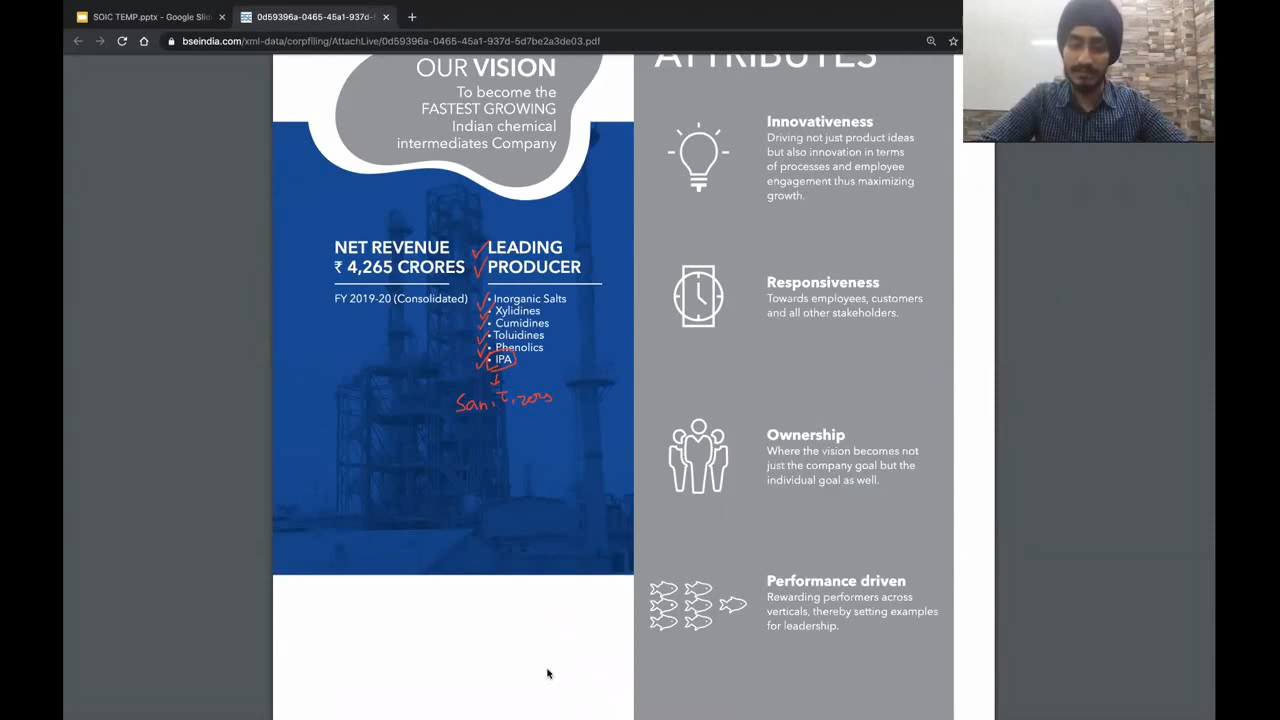 SOIC TEMP.pptx - Google Slid
0d59396a-0465-45a1-937d-5
bseindia.com/xml-data/corpfiling/AttachLive/0d59396a-0465-45a1-937d-5d7be2a3de03.pdf
OUR VISION
To become the
FASTEST GROWING
Indian chemical
intermediates Company
NET REVENUE
₹ 4,265 CRORES
FY 2019-20 (Consolidated)
LEADING
PRODUCER
• Inorganic Salts
• Xylidines
• Cumidines
• Toluidines
• Phenolics
• IPA
Sanitizers
ATTRIBUTES
Innovativeness
Driving not just product ideas
but also innovation in terms
of processes and employee
engagement thus maximizing
growth.
Responsiveness
Towards employees, customers
and all other stakeholders.
Ownership
Where the vision becomes not
just the company goal but the
individual goal as well.
Performance driven
Rewarding performers across
verticals, thereby setting examples
for leadership.